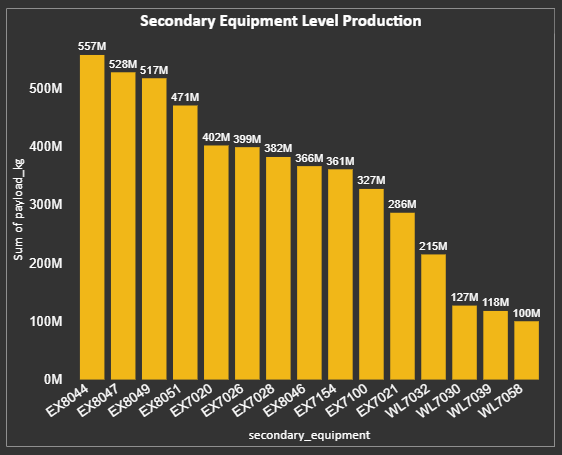 Secondary Equipment Level Production
Sum of payload_kg
500M
400M
300M
200M
100M
0M
557M
528M
517M
471M
402M
399M
382M
366M
361M
327M
286M
215M
127M
118M
100M
EX8044
EX8047
EX8049
EX8051
EX7020
EX7026
EX7028
EX8046
EX7154
EX7100
EX7021
WL7032
WL7030
WL7039
WL7058
secondary_equipment